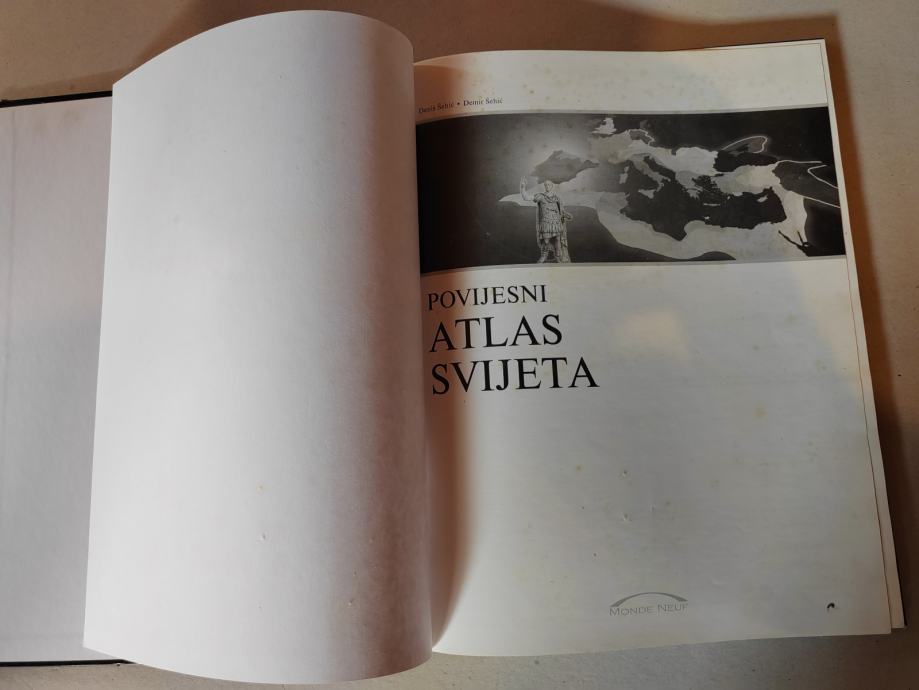 Denis Šehić • Demir Šehić
POVIJESNI
ATLAS
SVIJETA
MONDE NEUF